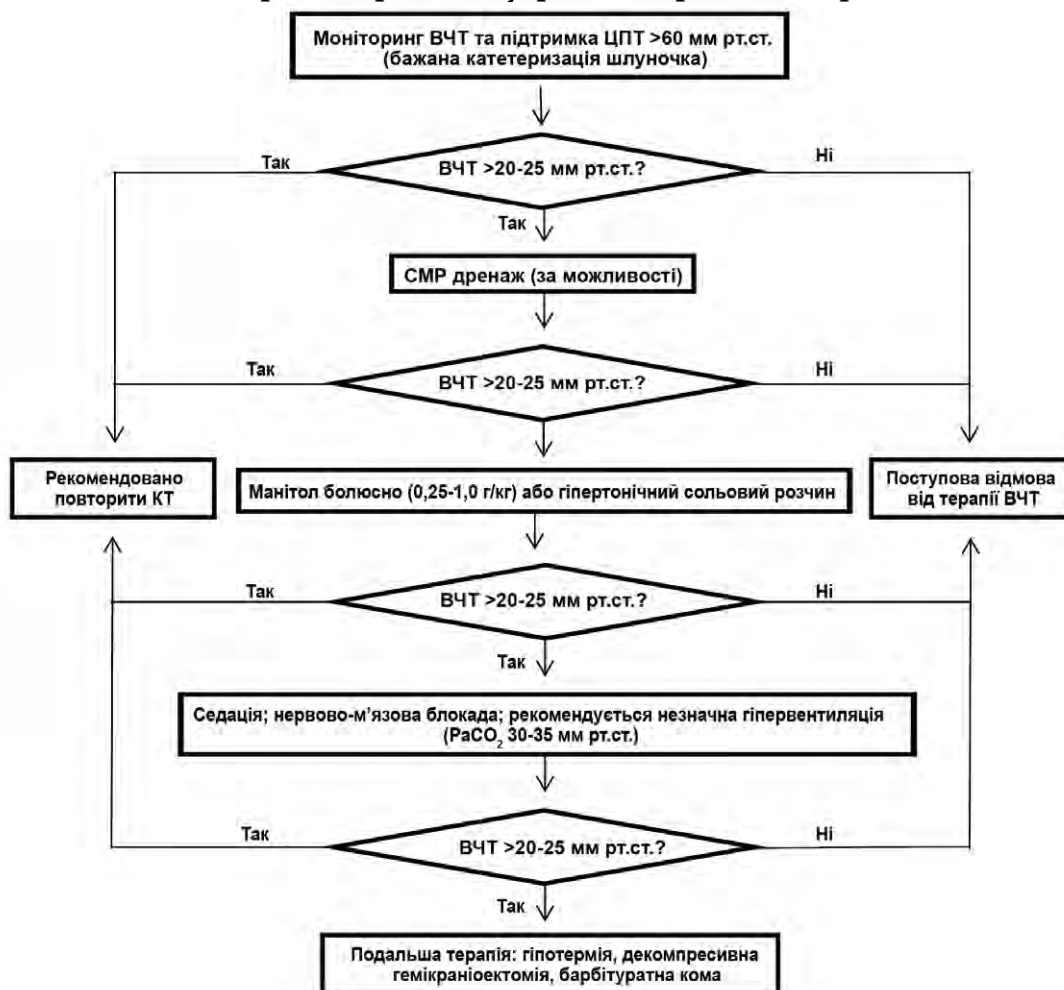 Моніторинг ВЧТ та підтримка ЦПТ >60 мм рт.ст.
(бажана катетеризація шлуночка)
Так
ВЧТ >20-25 мм рт.ст.?
Ні
Так
СМР дренаж (за можливості)
Так
ВЧТ >20-25 мм рт.ст.?
Ні
Рекомендовано
повторити КТ
Манітол болюсно (0,25-1,0 г/кг) або гіпертонічний сольовий розчин
Поступова відмова
від терапії ВЧТ
Так
ВЧТ >20-25 мм рт.ст.?
Ні
Так
Седація; нервово-м'язова блокада; рекомендується незначна гіпервентиляція
(PaCO2 30-35 мм рт.ст.)
Так
ВЧТ >20-25 мм рт.ст.?
Ні
Так
Подальша терапія: гіпотермія, декомпресивна
гемікраніоектомія, барбітуратна кома